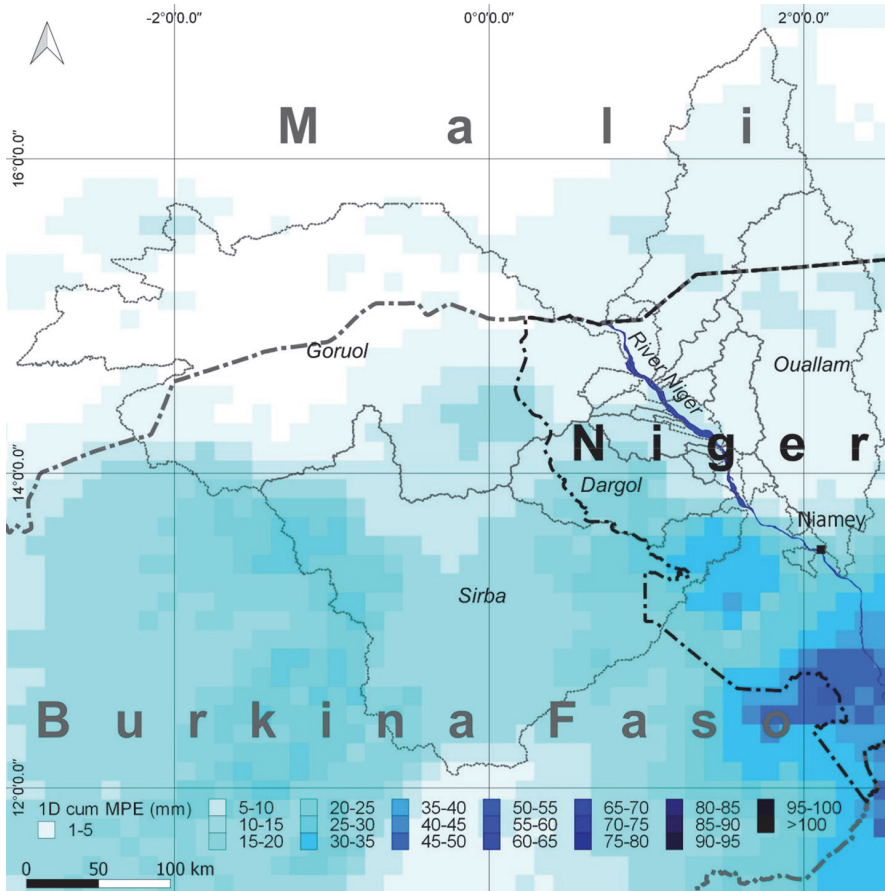 -2°0'0.0"
0°0'0.0"
2°0'0.0"
M a l i
16°0'0.0"
Goruol
River Niger
Ouallam
N i g e r
14°0'0.0"
Dargol
Niamey
Sirba
B u r k i n a F a s o
12°0'0.0"
1D cum MPE (mm)
1-5
5-10
10-15
15-20
20-25
25-30
30-35
35-40
40-45
45-50
50-55
55-60
60-65
65-70
70-75
75-80
80-85
85-90
90-95
95-100
>100
0 50 100 km